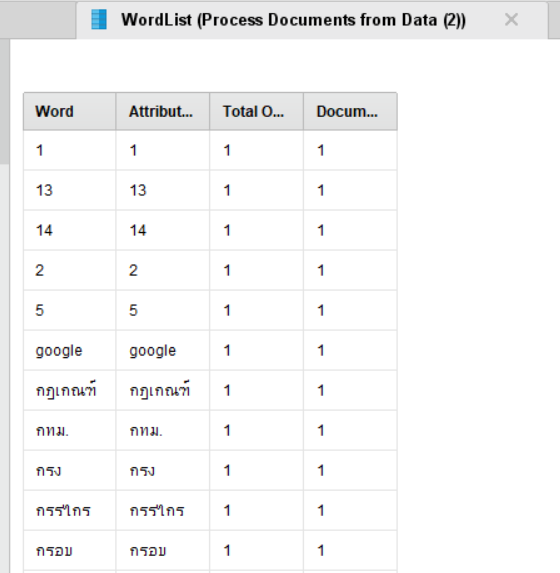 WordList (Process Documents from Data (2))
Word Attribut... Total O... Docum...
1 1 1 1
13 13 1 1
14 14 1 1
2 2 1 1
5 5 1 1
google google 1 1
กฎเกณฑ์ กฎเกณฑ์ 1 1
กทม. กทม. 1 1
กรง กรง 1 1
กรรไกร กรรไกร 1 1
กรอบ กรอบ 1 1